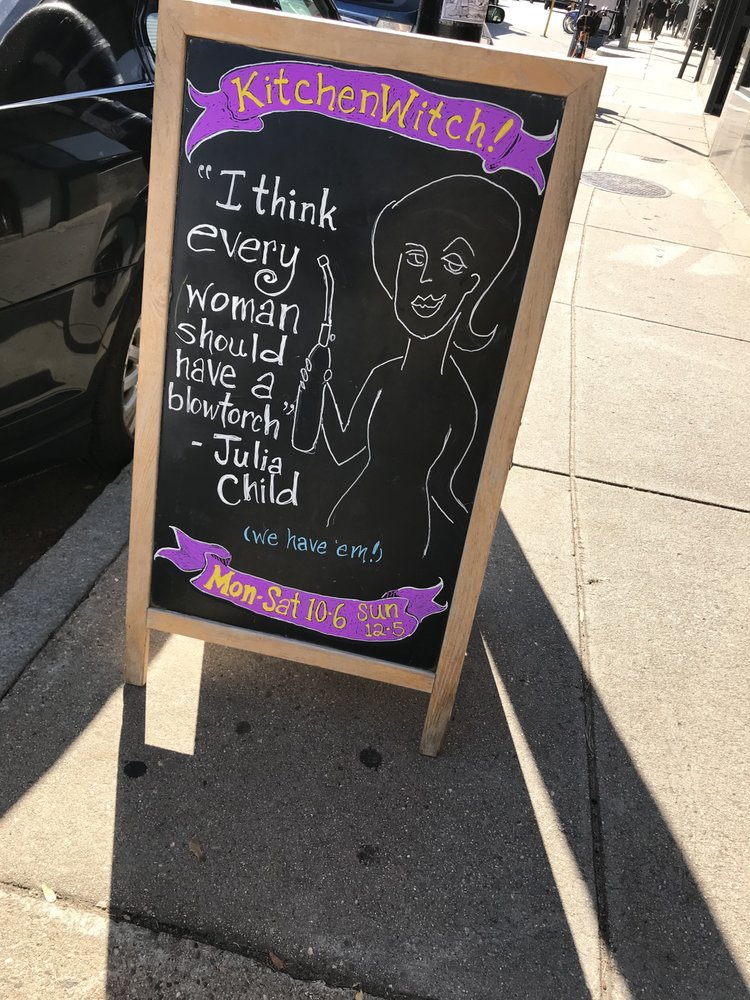 KitchenWitch!
"I think
every
woman
should
have a
blowtorch"
- Julia
Child
(we have 'em!)
Mon-Sat 10-6 Sun
12-5